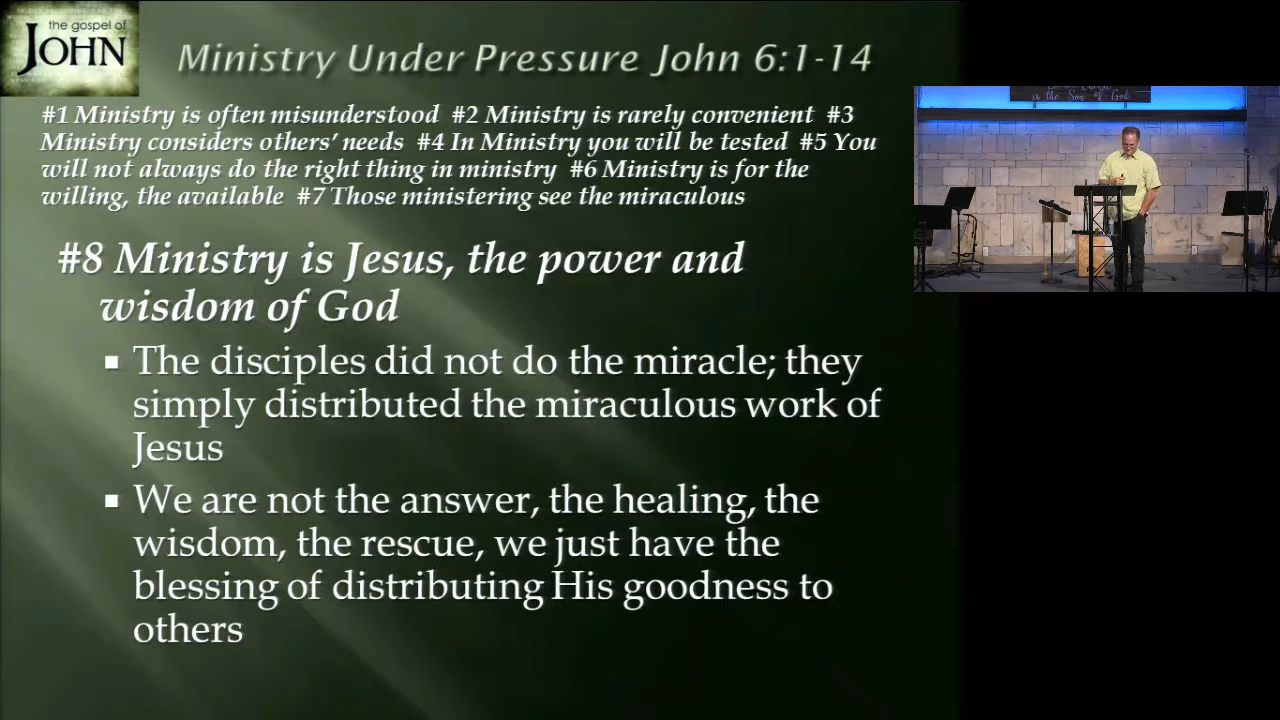 the gospel of
JOHN
Ministry Under Pressure John 6:1-14
#1 Ministry is often misunderstood #2 Ministry is rarely convenient #3
Ministry considers others' needs #4 In Ministry you will be tested #5 You
will not always do the right thing in ministry #6 Ministry is for the
willing, the available #7 Those ministering see the miraculous
#8 Ministry is Jesus, the power and
wisdom of God
▪ The disciples did not do the miracle; they
simply distributed the miraculous work of
Jesus
▪ We are not the answer, the healing, the
wisdom, the rescue, we just have the
blessing of distributing His goodness to
others
is the Son of God